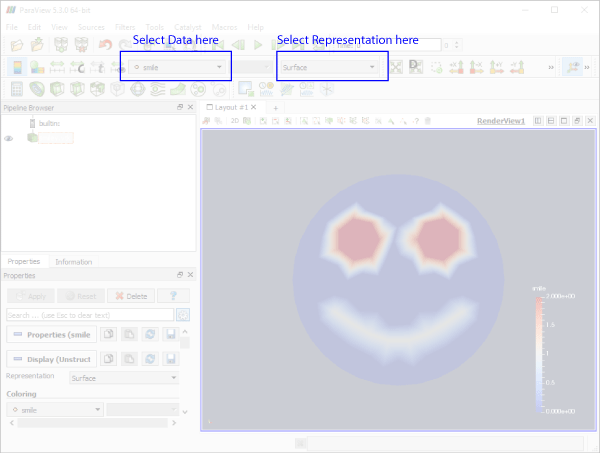 ParaView 5.3.0 64-bit
File Edit View Sources Filters Tools Catalyst Macros Help
Select Data here
Select Representation here
smile
Surface
Pipeline Browser
builtin:
Layout #1
RenderView1
Properties Information
Properties
Apply Reset Delete ?
Search ... (use Esc to clear text)
Properties (smile
Display (Unstruct
Representation Surface
Coloring
smile
smile
2.000e+00
1.5
1
0.5
0.000e+00